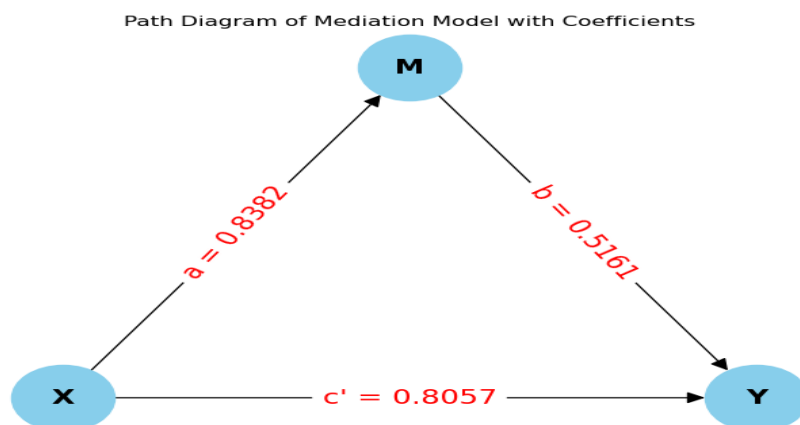 Path Diagram of Mediation Model with Coefficients
M
a = 0.8382
b = 0.5161
X
c' = 0.8057
Y